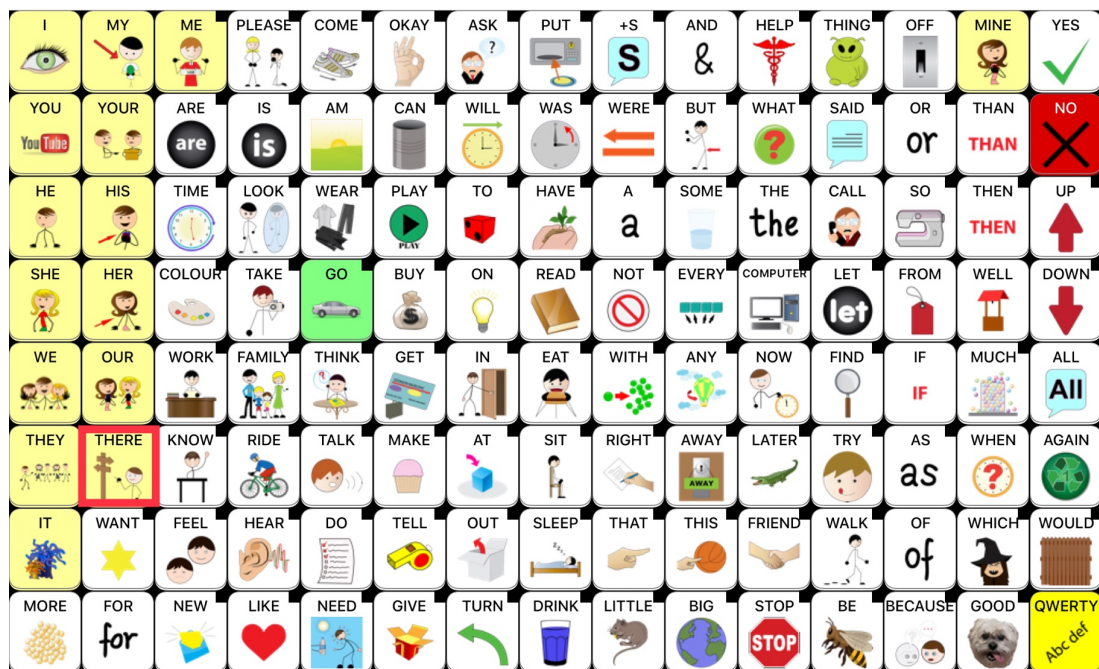 I MY ME PLEASE COME OKAY ASK PUT +S AND HELP THING OFF MINE YES
S &
YOU YOUR ARE IS AM CAN WILL WAS WERE BUT WHAT SAID OR THAN NO
You Tube are is ? or THAN
HE HIS TIME LOOK WEAR PLAY TO HAVE A SOME THE CALL SO THEN UP
PLAY a the THEN
SHE HER COLOUR TAKE GO BUY ON READ NOT EVERY COMPUTER LET FROM WELL DOWN
$ let
WE OUR WORK FAMILY THINK GET IN EAT WITH ANY NOW FIND IF MUCH ALL
? IF All
THEY THERE KNOW RIDE TALK MAKE AT SIT RIGHT AWAY LATER TRY AS WHEN AGAIN
AWAY as ?
IT WANT FEEL HEAR DO TELL OUT SLEEP THAT THIS FRIEND WALK OF WHICH WOULD
of
MORE FOR NEW LIKE NEED GIVE TURN DRINK LITTLE BIG STOP BE BECAUSE GOOD QWERTY
for STOP Abc def